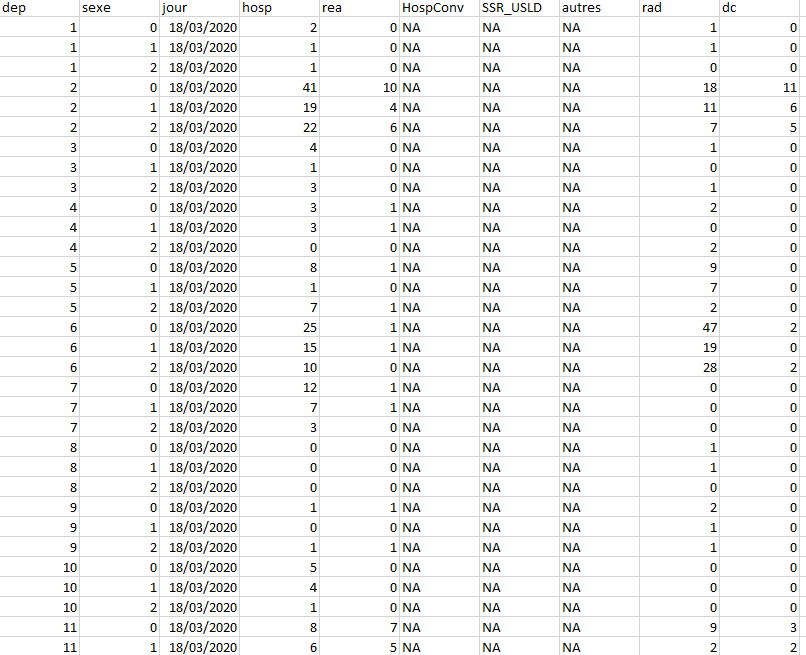 dep sexe jour hosp rea HospConv SSR_USLD autres rad dc
1 0 18/03/2020 2 0 NA NA NA 1 0
1 1 18/03/2020 1 0 NA NA NA 1 0
1 2 18/03/2020 1 0 NA NA NA 0 0
2 0 18/03/2020 41 10 NA NA NA 18 11
2 1 18/03/2020 19 4 NA NA NA 11 6
2 2 18/03/2020 22 6 NA NA NA 7 5
3 0 18/03/2020 4 0 NA NA NA 1 0
3 1 18/03/2020 1 0 NA NA NA 0 0
3 2 18/03/2020 3 0 NA NA NA 1 0
4 0 18/03/2020 3 1 NA NA NA 2 0
4 1 18/03/2020 3 1 NA NA NA 0 0
4 2 18/03/2020 0 0 NA NA NA 2 0
5 0 18/03/2020 8 1 NA NA NA 9 0
5 1 18/03/2020 1 0 NA NA NA 7 0
5 2 18/03/2020 7 1 NA NA NA 2 0
6 0 18/03/2020 25 1 NA NA NA 47 2
6 1 18/03/2020 15 1 NA NA NA 19 0
6 2 18/03/2020 10 0 NA NA NA 28 2
7 0 18/03/2020 12 1 NA NA NA 0 0
7 1 18/03/2020 7 1 NA NA NA 0 0
7 2 18/03/2020 3 0 NA NA NA 0 0
8 0 18/03/2020 0 0 NA NA NA 1 0
8 1 18/03/2020 0 0 NA NA NA 1 0
8 2 18/03/2020 0 0 NA NA NA 0 0
9 0 18/03/2020 1 1 NA NA NA 2 0
9 1 18/03/2020 0 0 NA NA NA 1 0
9 2 18/03/2020 1 1 NA NA NA 1 0
10 0 18/03/2020 5 0 NA NA NA 0 0
10 1 18/03/2020 4 0 NA NA NA 0 0
10 2 18/03/2020 1 0 NA NA NA 0 0
11 0 18/03/2020 8 7 NA NA NA 9 3
11 1 18/03/2020 6 5 NA NA NA 2 2